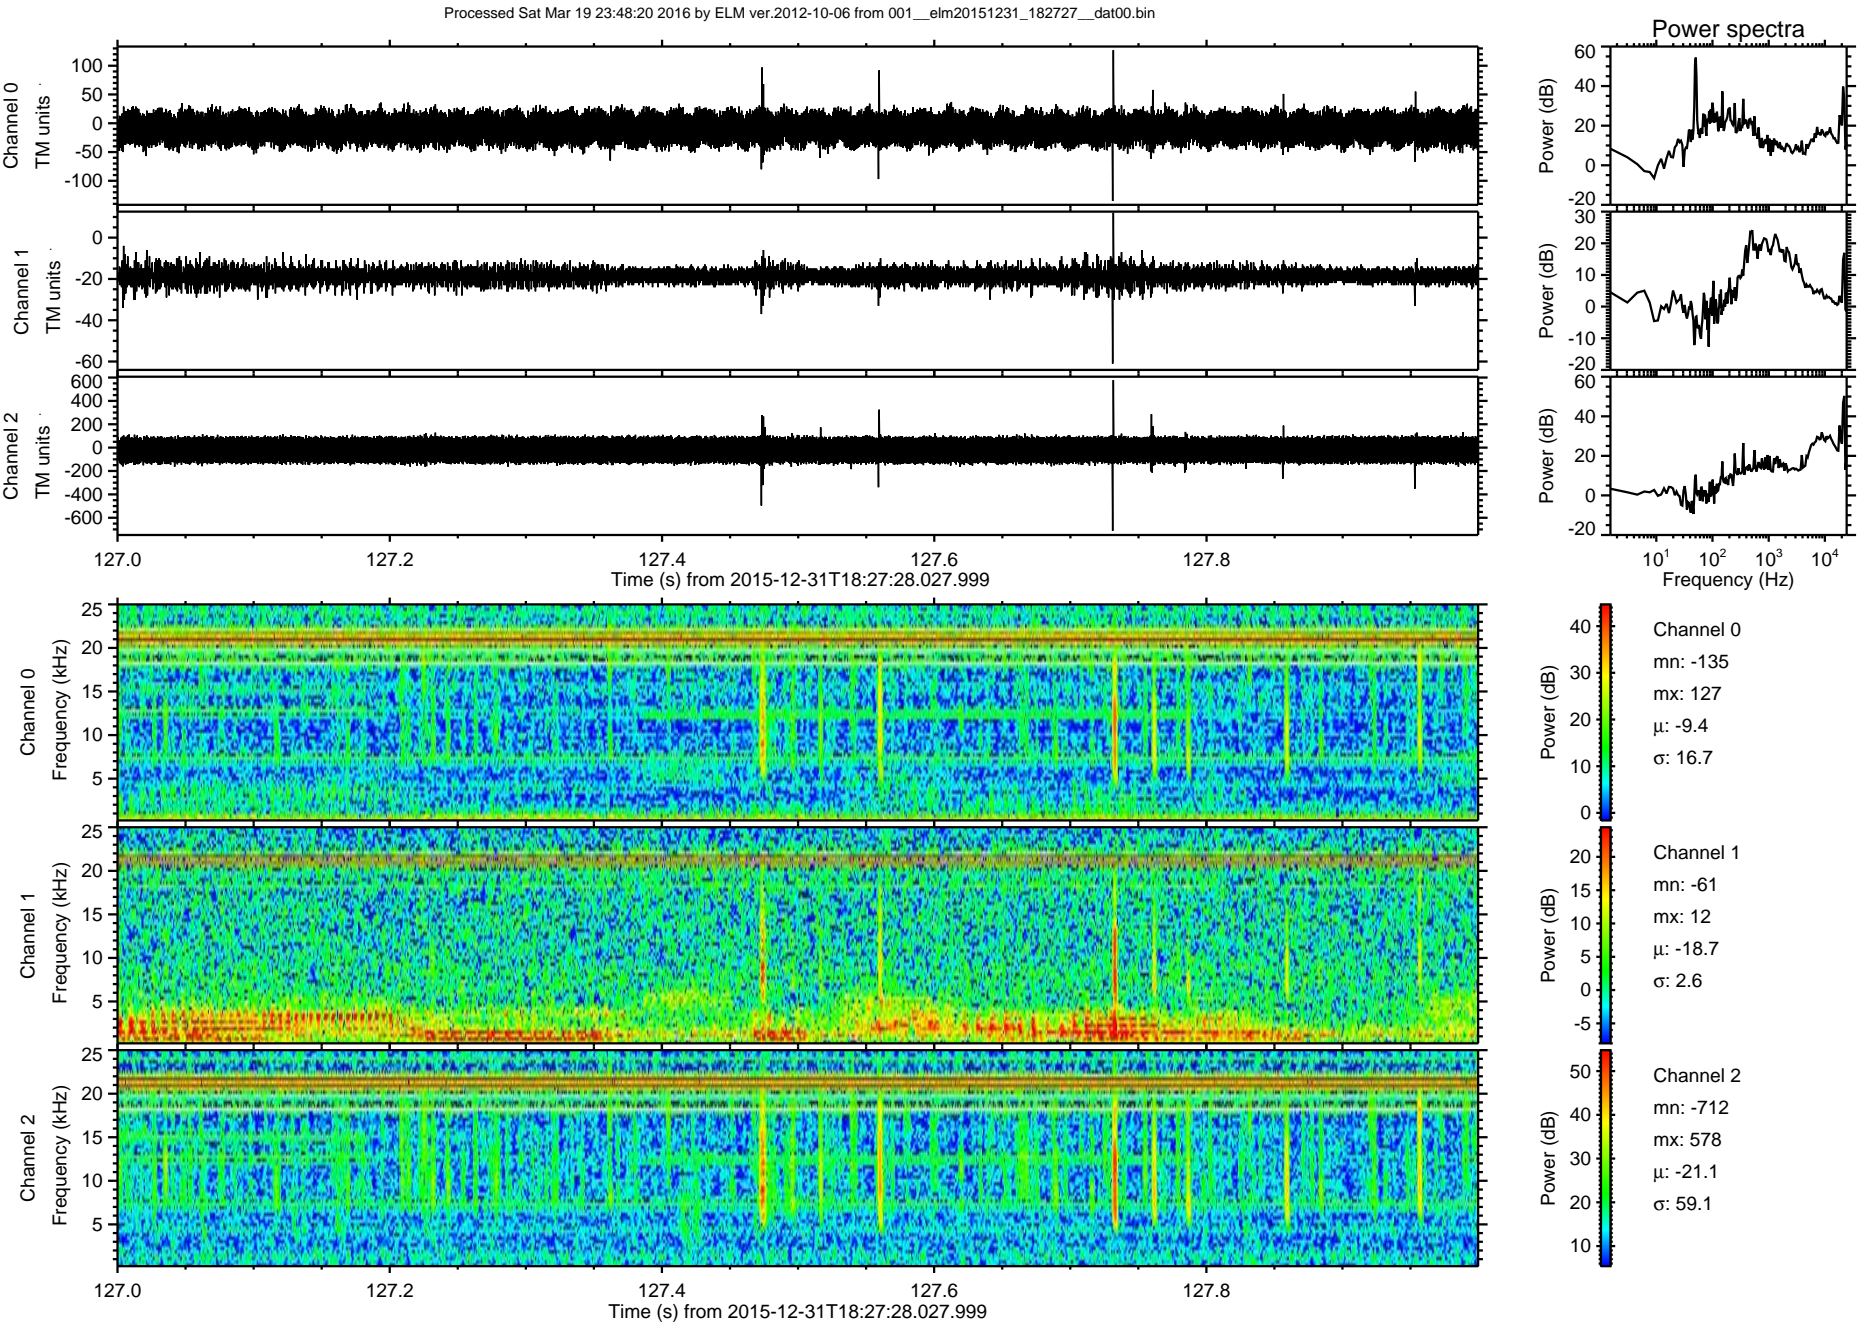 Processed Sat Mar 19 23:48:20 2016 by ELM ver.2012-10-06 from 001__elm20151231_182727__dat00.bin
Power spectra
Channel 0
TM units
100
50
0
-50
-100
Power (dB)
60
40
20
0
-20
Channel 1
TM units
0
-20
-40
-60
Power (dB)
30
20
10
0
-10
-20
Channel 2
TM units
600
400
200
0
-200
-400
-600
Power (dB)
60
40
20
0
-20
127.0 127.2 127.4 127.6 127.8
Time (s) from 2015-12-31T18:27:28.027.999
10^1 10^2 10^3 10^4
Frequency (Hz)
Channel 0
Frequency (kHz)
25
20
15
10
5
Power (dB)
40
30
20
10
0
Channel 0
mn: -135
mx: 127
μ: -9.4
σ: 16.7
Channel 1
Frequency (kHz)
25
20
15
10
5
Power (dB)
20
15
10
5
0
-5
Channel 1
mn: -61
mx: 12
μ: -18.7
σ: 2.6
Channel 2
Frequency (kHz)
25
20
15
10
5
Power (dB)
50
40
30
20
10
Channel 2
mn: -712
mx: 578
μ: -21.1
σ: 59.1
127.0 127.2 127.4 127.6 127.8
Time (s) from 2015-12-31T18:27:28.027.999